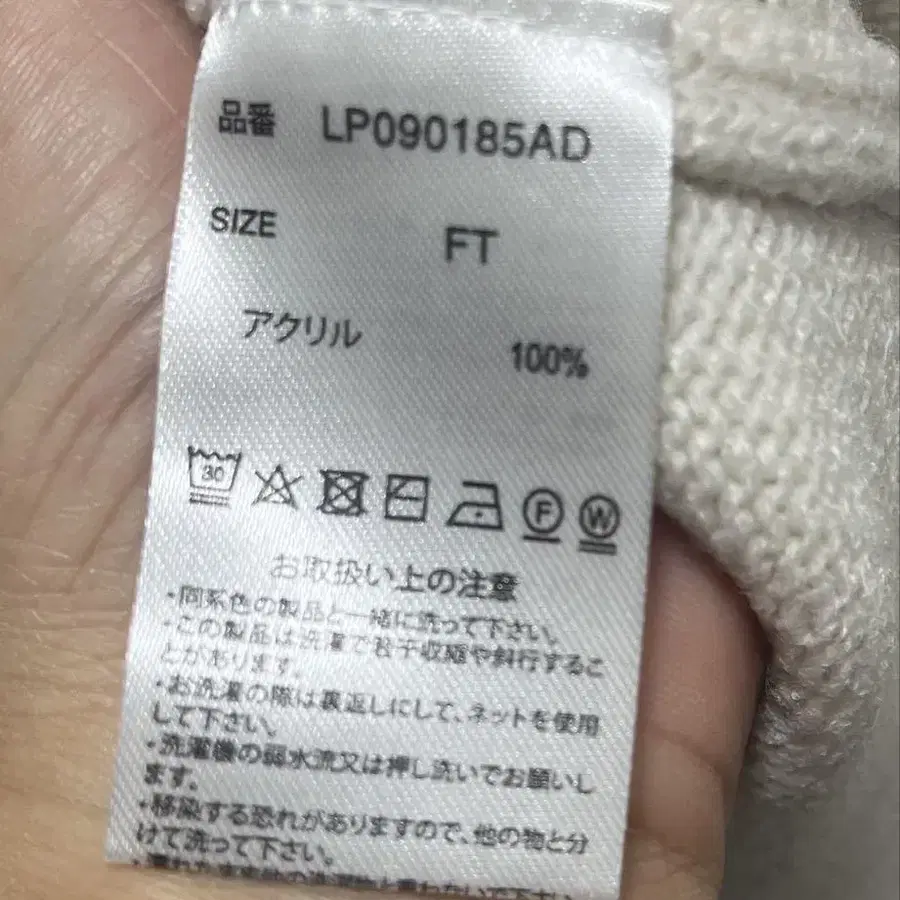 品番 LP090185AD
SIZE FT
アクリル 100%
30
F W
お取扱い上の注意
・同系色の製品と一緒に洗って下さい。
・この製品は洗濯で若干収縮や斜行するこ
とがあります。
・お洗濯の際は裏返しにして、ネットを使用
して下さい。
・洗濯機の弱水流又は押し洗いでお願いし
ます。
・移染する恐れがありますので、他の物と分
けて洗って下さい。